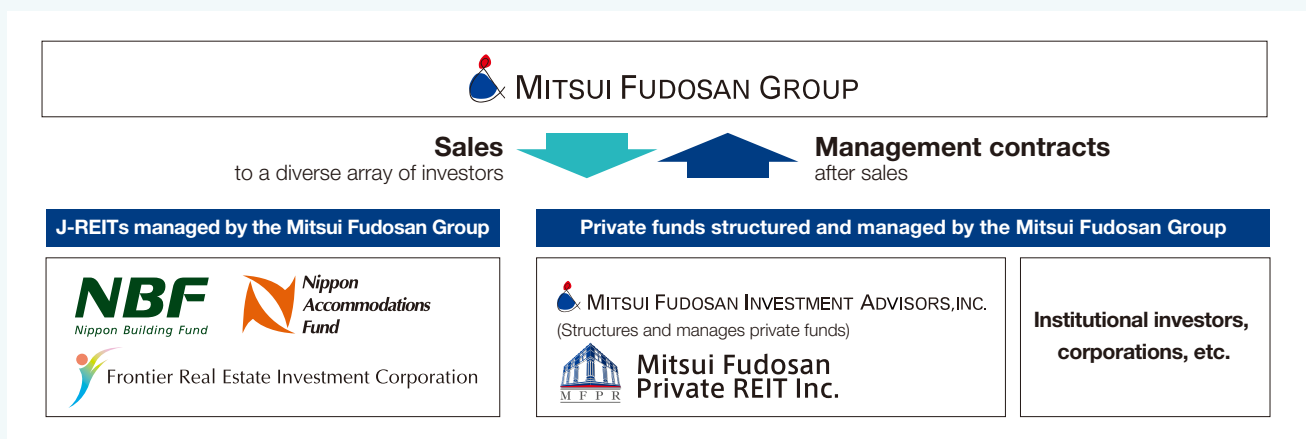 MITSUI FUDOSAN GROUP
Sales
to a diverse array of investors
Management contracts
after sales
J-REITs managed by the Mitsui Fudosan Group
NBF
Nippon Building Fund
Nippon
Accommodations
Fund
Frontier Real Estate Investment Corporation
Private funds structured and managed by the Mitsui Fudosan Group
MITSUI FUDOSAN INVESTMENT ADVISORS,INC.
(Structures and manages private funds)
MFPR
Mitsui Fudosan
Private REIT Inc.
Institutional investors,
corporations, etc.